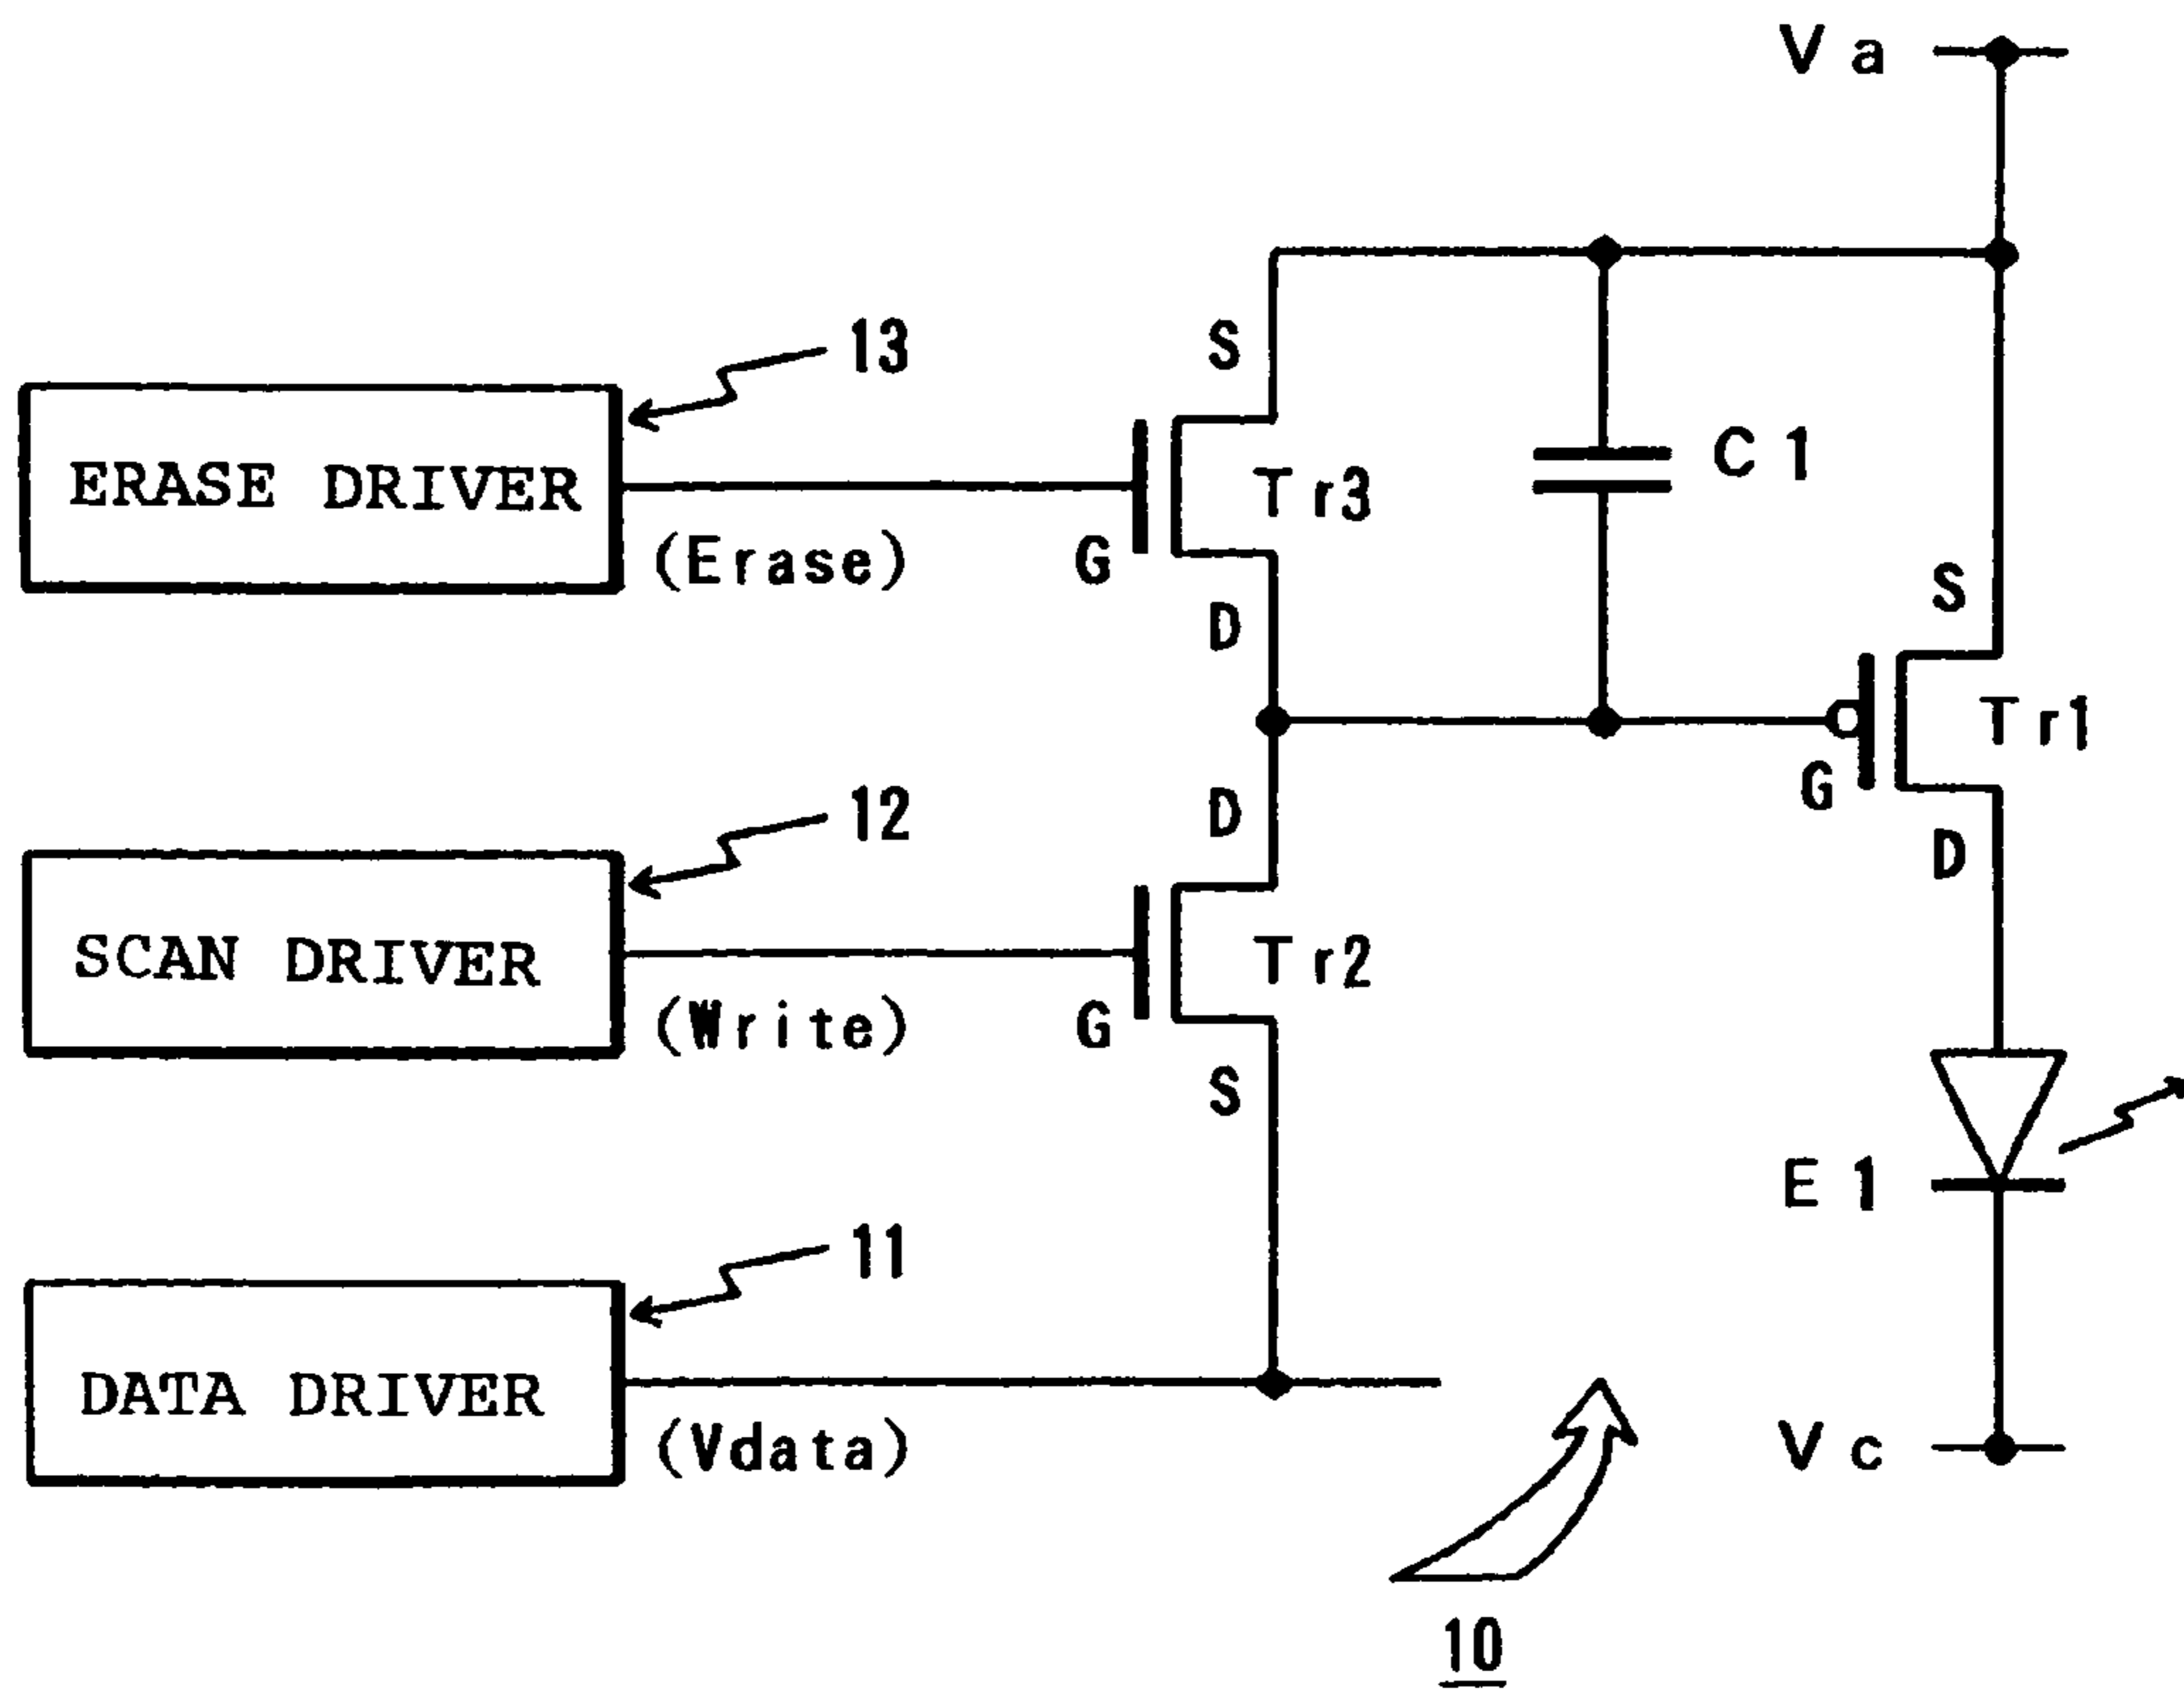 Va
13
S
ERASE DRIVER
Tr3
C1
(Erase)
G
D
S
Tr1
12
D
G
D
SCAN DRIVER
Tr2
(Write)
G
S
E1
11
DATA DRIVER
(Vdata)
Vc
10